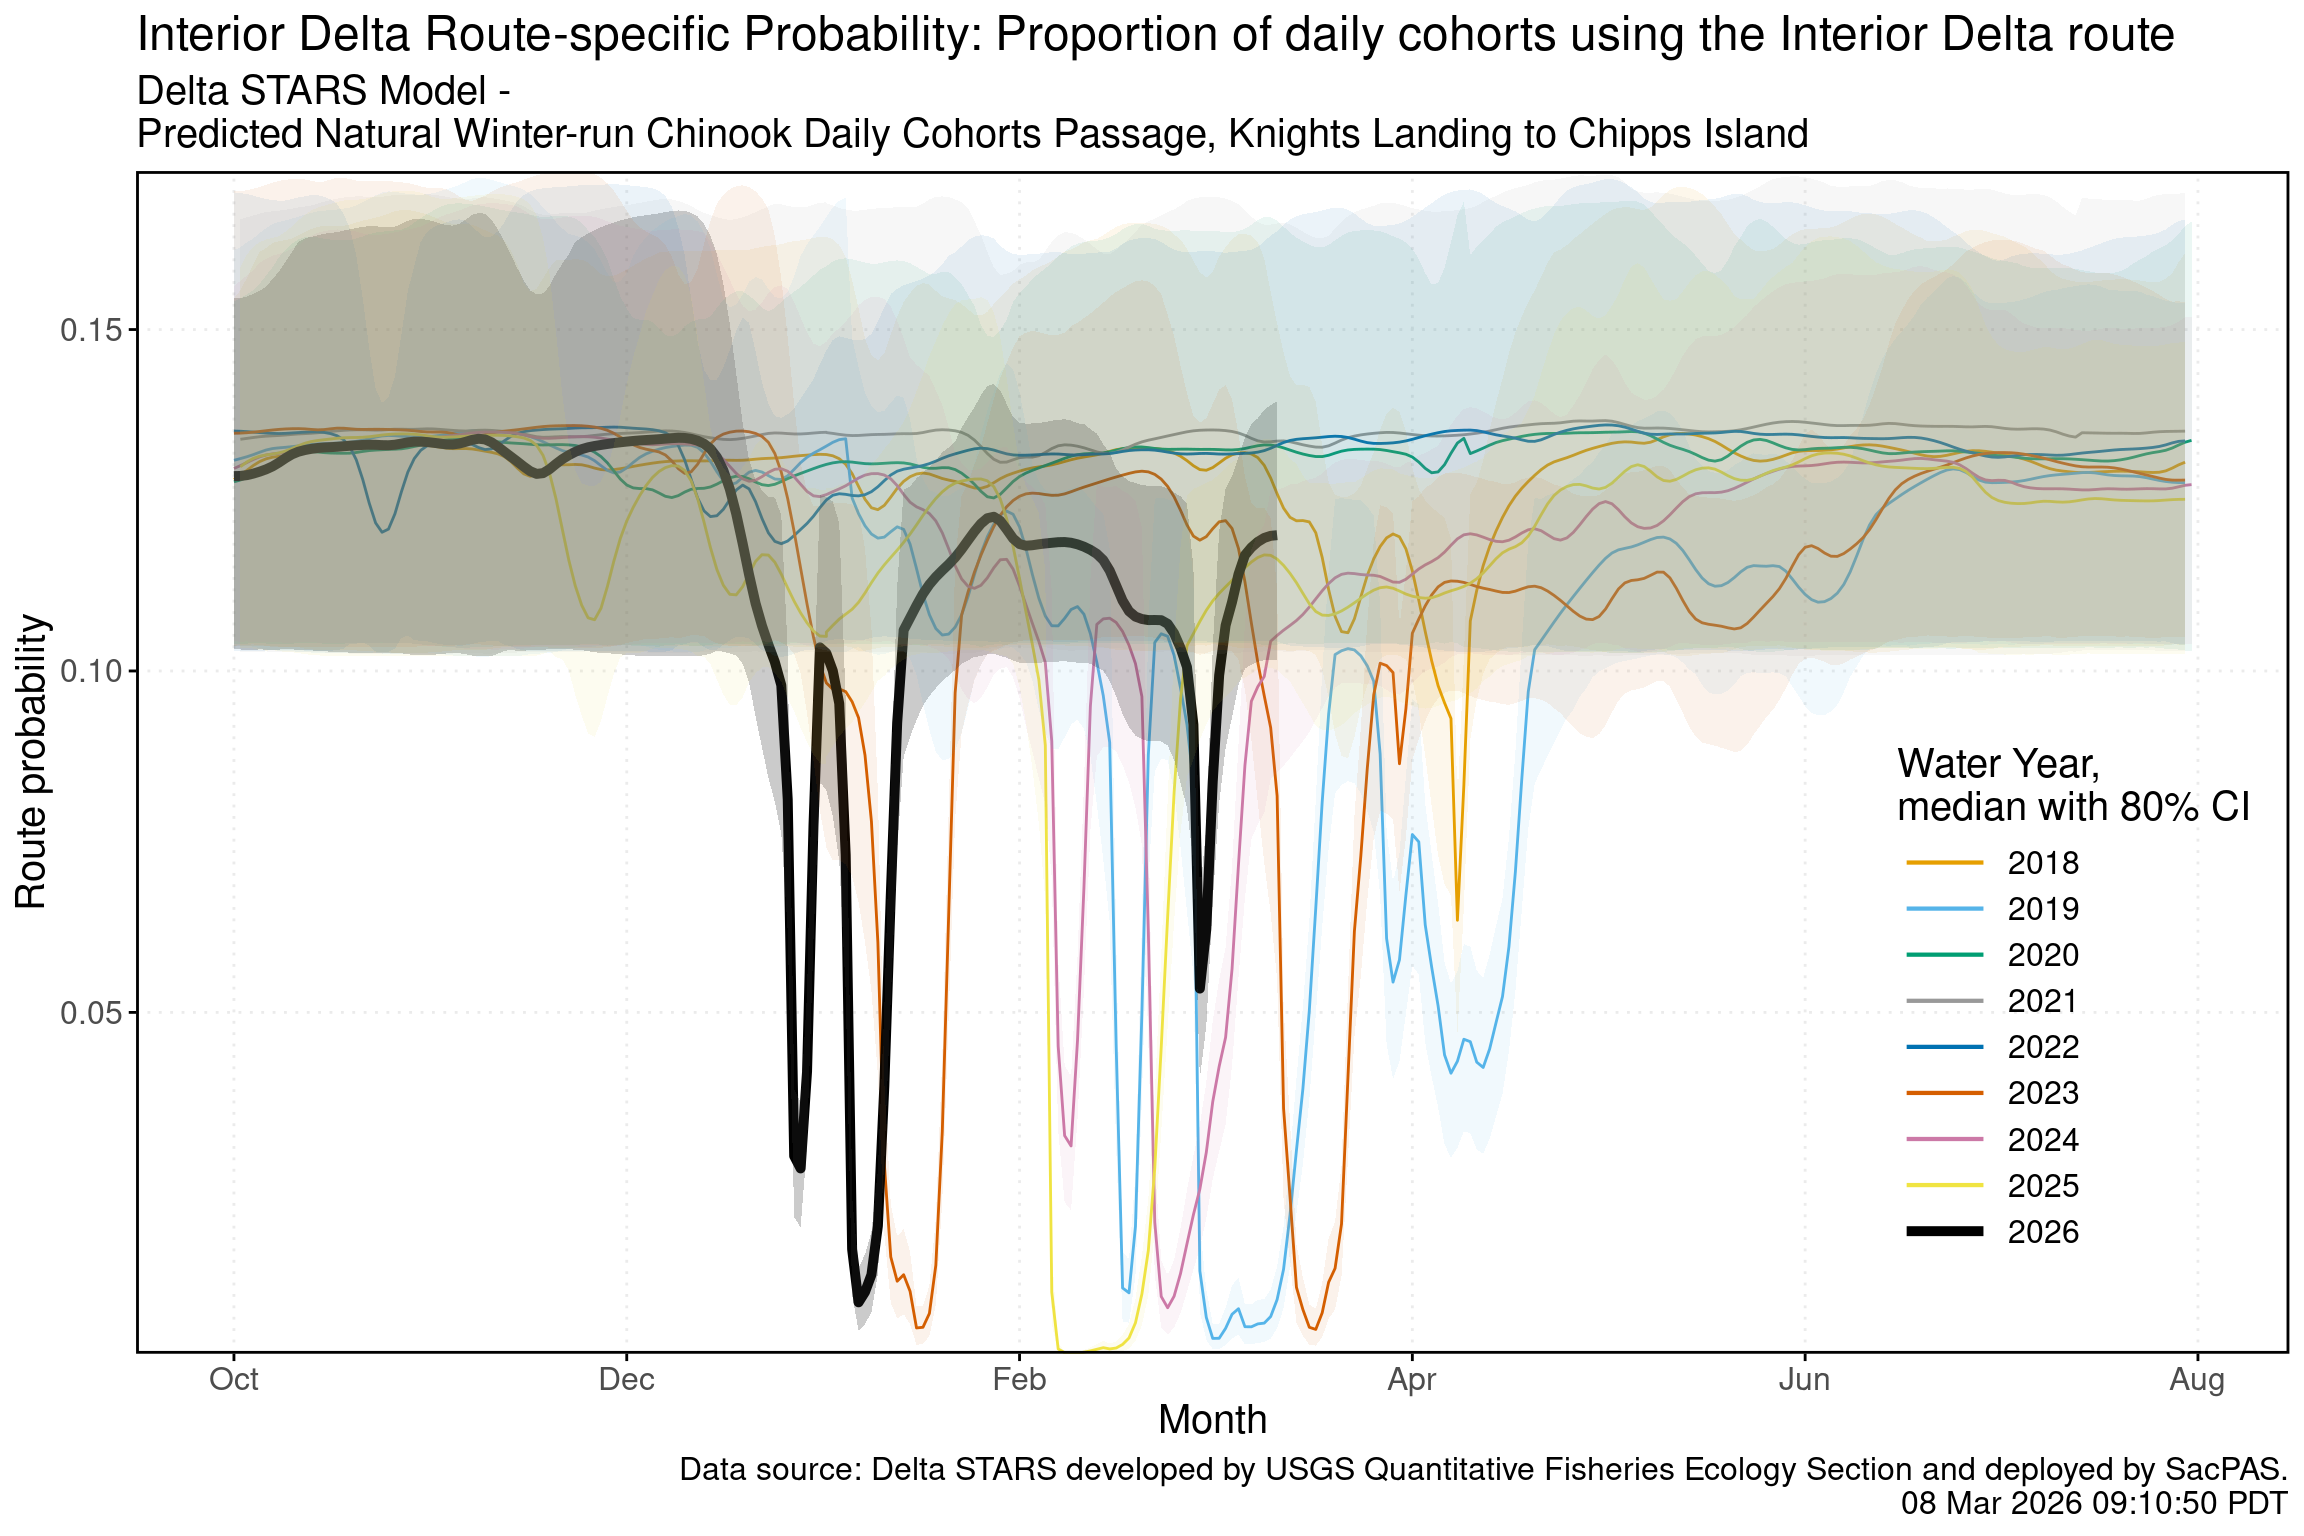 Interior Delta Route-specific Probability: Proportion of daily cohorts using the Interior Delta route
Delta STARS Model -
Predicted Natural Winter-run Chinook Daily Cohorts Passage, Knights Landing to Chipps Island
Route probability
0.15
0.10
0.05
Water Year,
median with 80% CI
2018
2019
2020
2021
2022
2023
2024
2025
2026
Oct
Dec
Feb
Apr
Jun
Aug
Month
Data source: Delta STARS developed by USGS Quantitative Fisheries Ecology Section and deployed by SacPAS.
08 Mar 2026 09:10:50 PDT